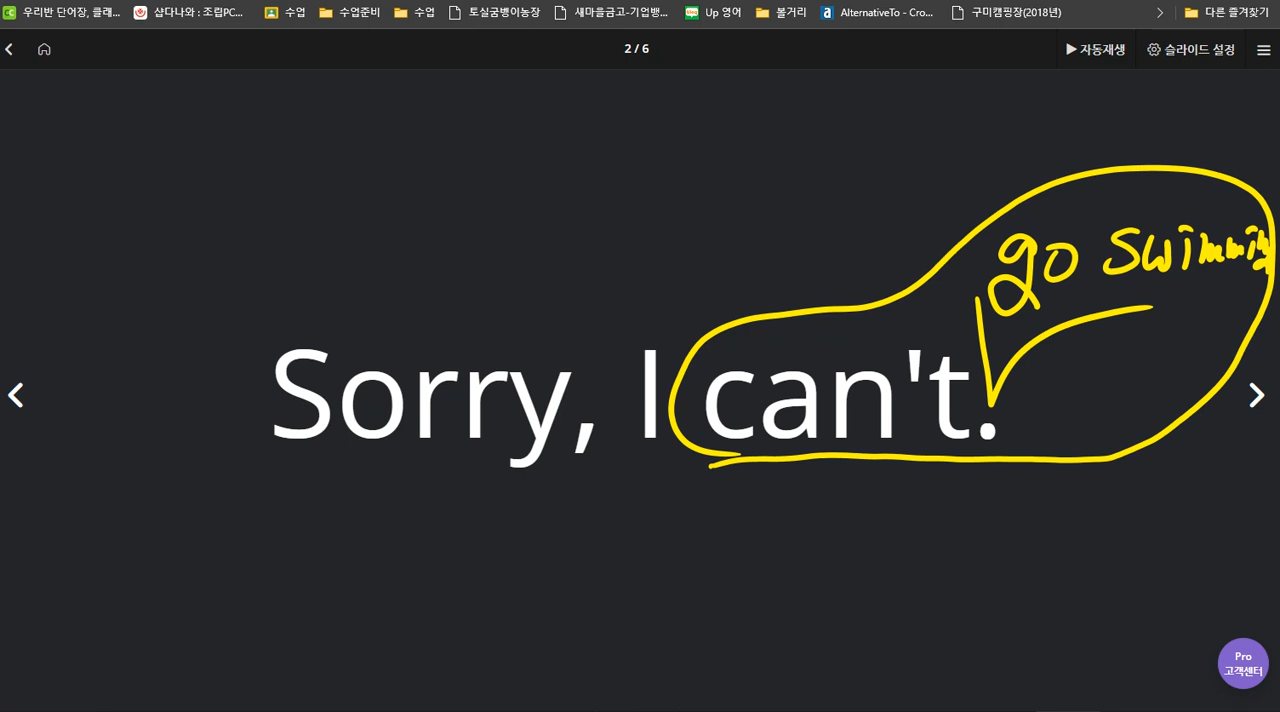 우리반 단어장, 클래... 샵다나와 : 조립PC... 수업 수업준비 수업 토실굼벵이농장 새마을금고-기업뱅... Up 영어 볼거리 AlternativeTo - Cro... 구미캠핑장(2018년) 다른 즐겨찾기
2 / 6 자동재생 슬라이드 설정
go swimming
Sorry, I can't.
Pro
고객센터